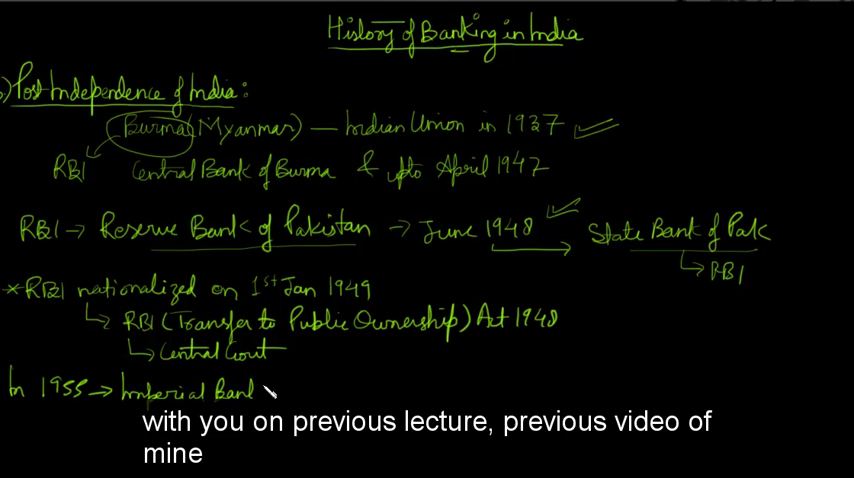 History of Banking in India
.) Post Independence of India:
Burma (Myanmar) — Indian Union in 1937
RBI Central Bank of Burma & upto April 1947
RBI → Reserve Bank of Pakistan → June 1948 → State Bank of Pak
↳ RBI
*RBI nationalized on 1st Jan 1949
↳ RBI (Transfer to Public Ownership) Act 1948
↳ Central Govt
In 1955 → Imperial Bank
with you on previous lecture, previous video of
mine